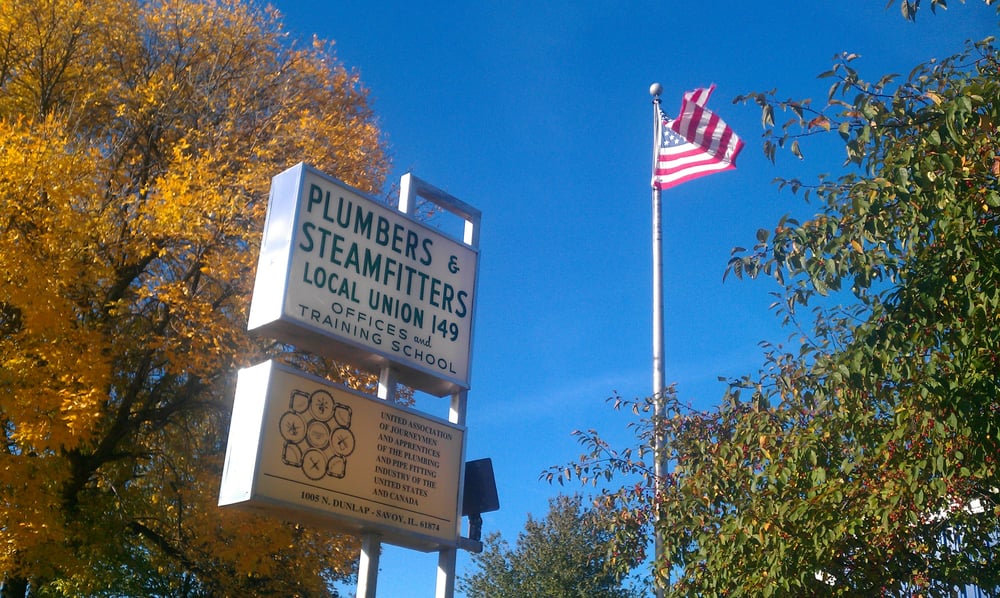 PLUMBERS &
STEAMFITTERS
LOCAL UNION 149
OFFICES and
TRAINING SCHOOL
UNITED ASSOCIATION
OF JOURNEYMEN
AND APPRENTICES
OF THE PLUMBING
AND PIPE FITTING
INDUSTRY OF THE
UNITED STATES
AND CANADA
1005 N. DUNLAP - SAVOY, IL. 61874